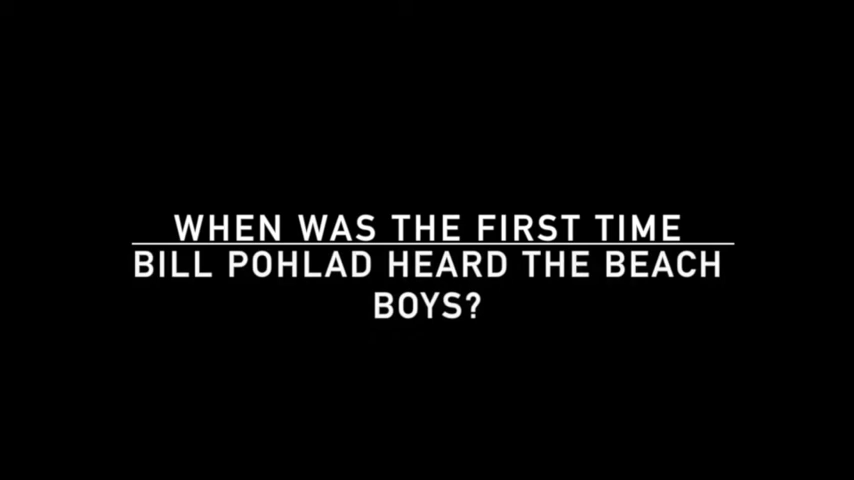 WHEN WAS THE FIRST TIME
BILL POHLAD HEARD THE BEACH
BOYS?